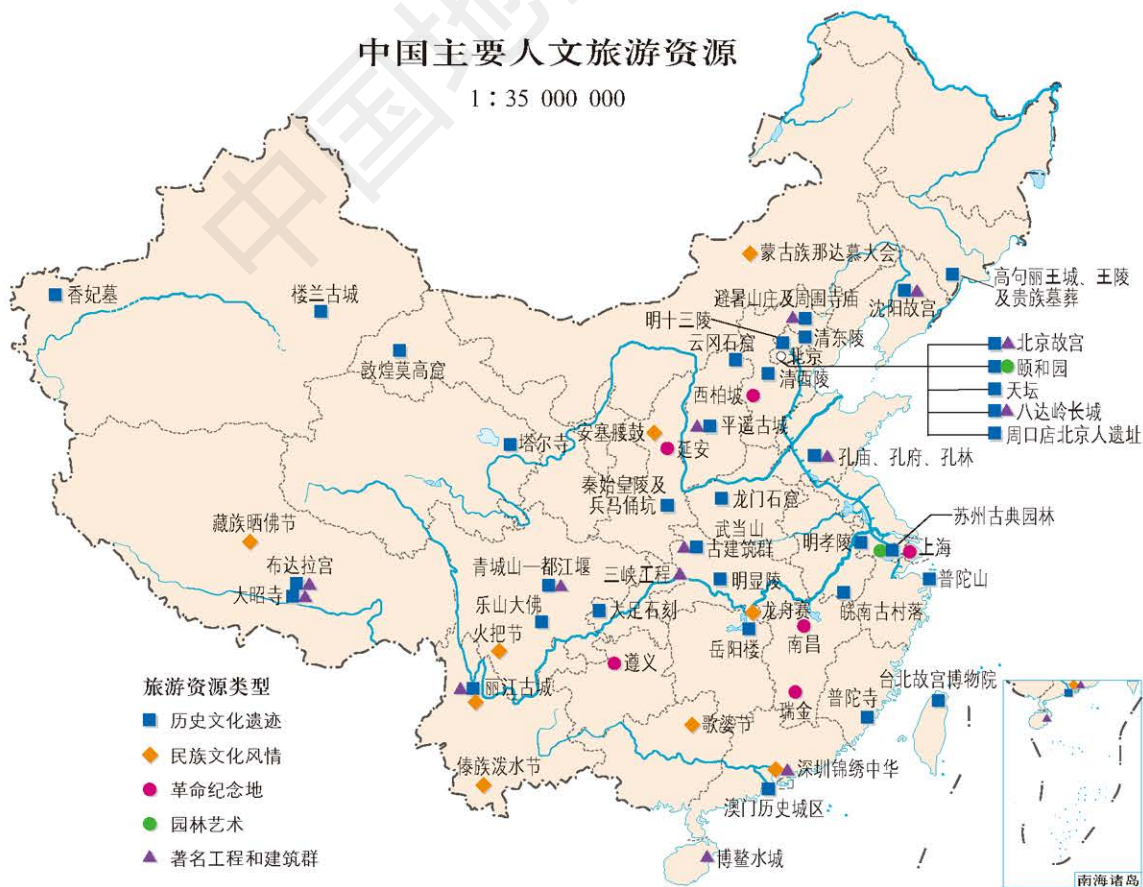 中国主要人文旅游资源
1：35 000 000
中国地
蒙古族那达慕大会
高句丽王城、王陵
及贵族墓葬
香妃墓
楼兰古城
避暑山庄及周围寺庙
沈阳故宫
明十三陵
清东陵
云冈石窟
北京
北京故宫
敦煌莫高窟
清西陵
颐和园
西柏坡
天坛
八达岭长城
安塞腰鼓
平遥古城
周口店北京人遗址
塔尔寺
延安
孔庙、孔府、孔林
秦始皇陵及
兵马俑坑
龙门石窟
藏族晒佛节
武当山
古建筑群
苏州古典园林
明孝陵
上海
布达拉宫
青城山—都江堰
三峡工程
明显陵
普陀山
大昭寺
乐山大佛
大足石刻
龙舟赛
皖南古村落
火把节
岳阳楼
南昌
遵义
丽江古城
台北故宫博物院
瑞金
普陀寺
歌婆节
傣族泼水节
深圳锦绣中华
澳门历史城区
博鳌水城
旅游资源类型
历史文化遗迹
民族文化风情
革命纪念地
园林艺术
著名工程和建筑群
南海诸岛